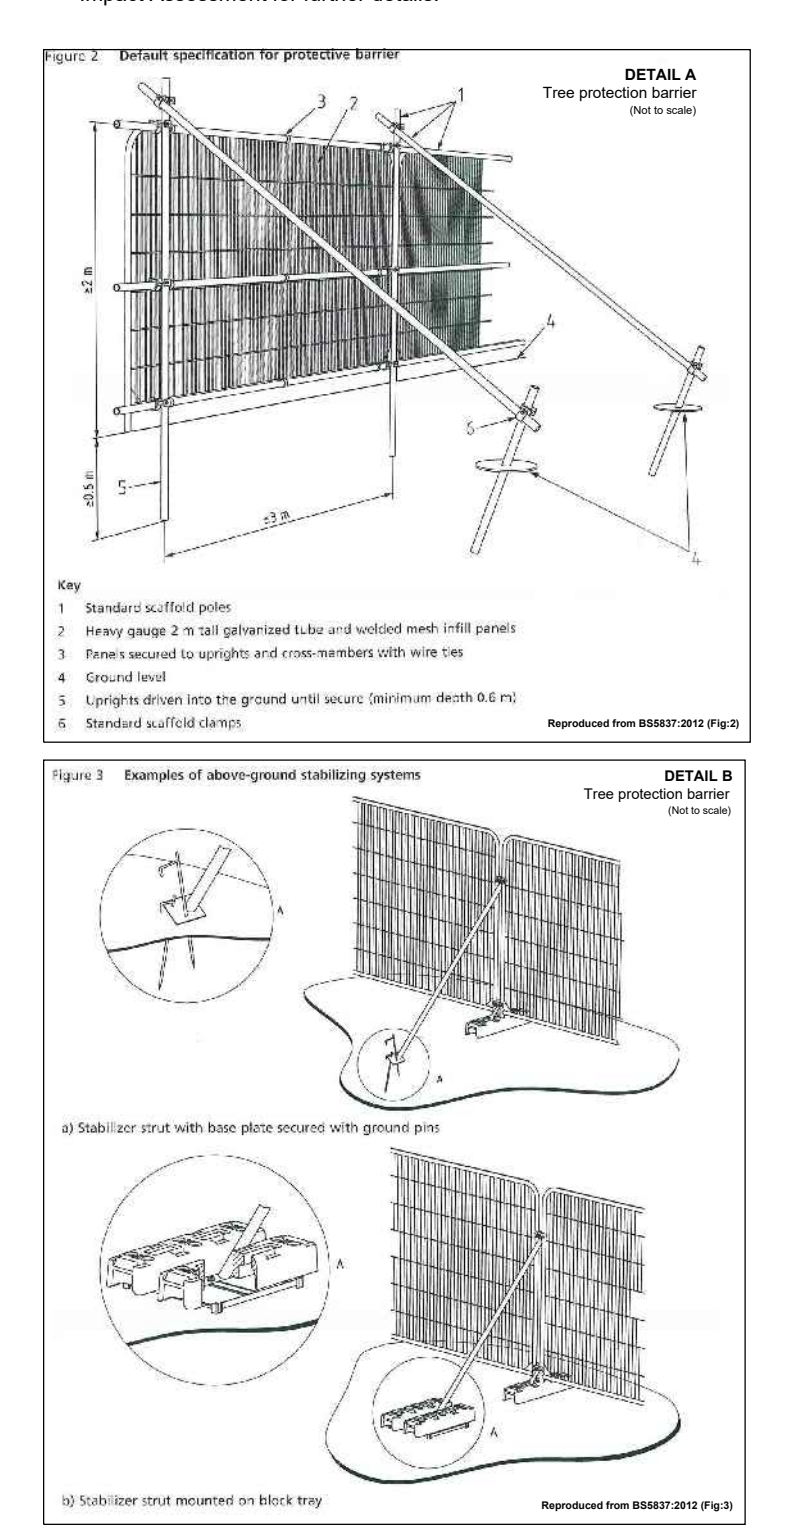 Impact Assessment for further details.
Figure 2 Default specification for protective barrier
DETAIL A
Tree protection barrier
(Not to scale)
3
2
1
≥2 m
4
6
5
≥0.6 m
≤3 m
4
Key
1 Standard scaffold poles
2 Heavy gauge 2 m tall galvanized tube and welded mesh infill panels
3 Panels secured to uprights and cross-members with wire ties
4 Ground level
5 Uprights driven into the ground until secure (minimum depth 0.6 m)
6 Standard scaffold clamps
Reproduced from BS5837:2012 (Fig:2)
Figure 3 Examples of above-ground stabilizing systems
DETAIL B
Tree protection barrier
(Not to scale)
A
A
a) Stabilizer strut with base plate secured with ground pins
A
A
b) Stabilizer strut mounted on block tray
Reproduced from BS5837:2012 (Fig:3)